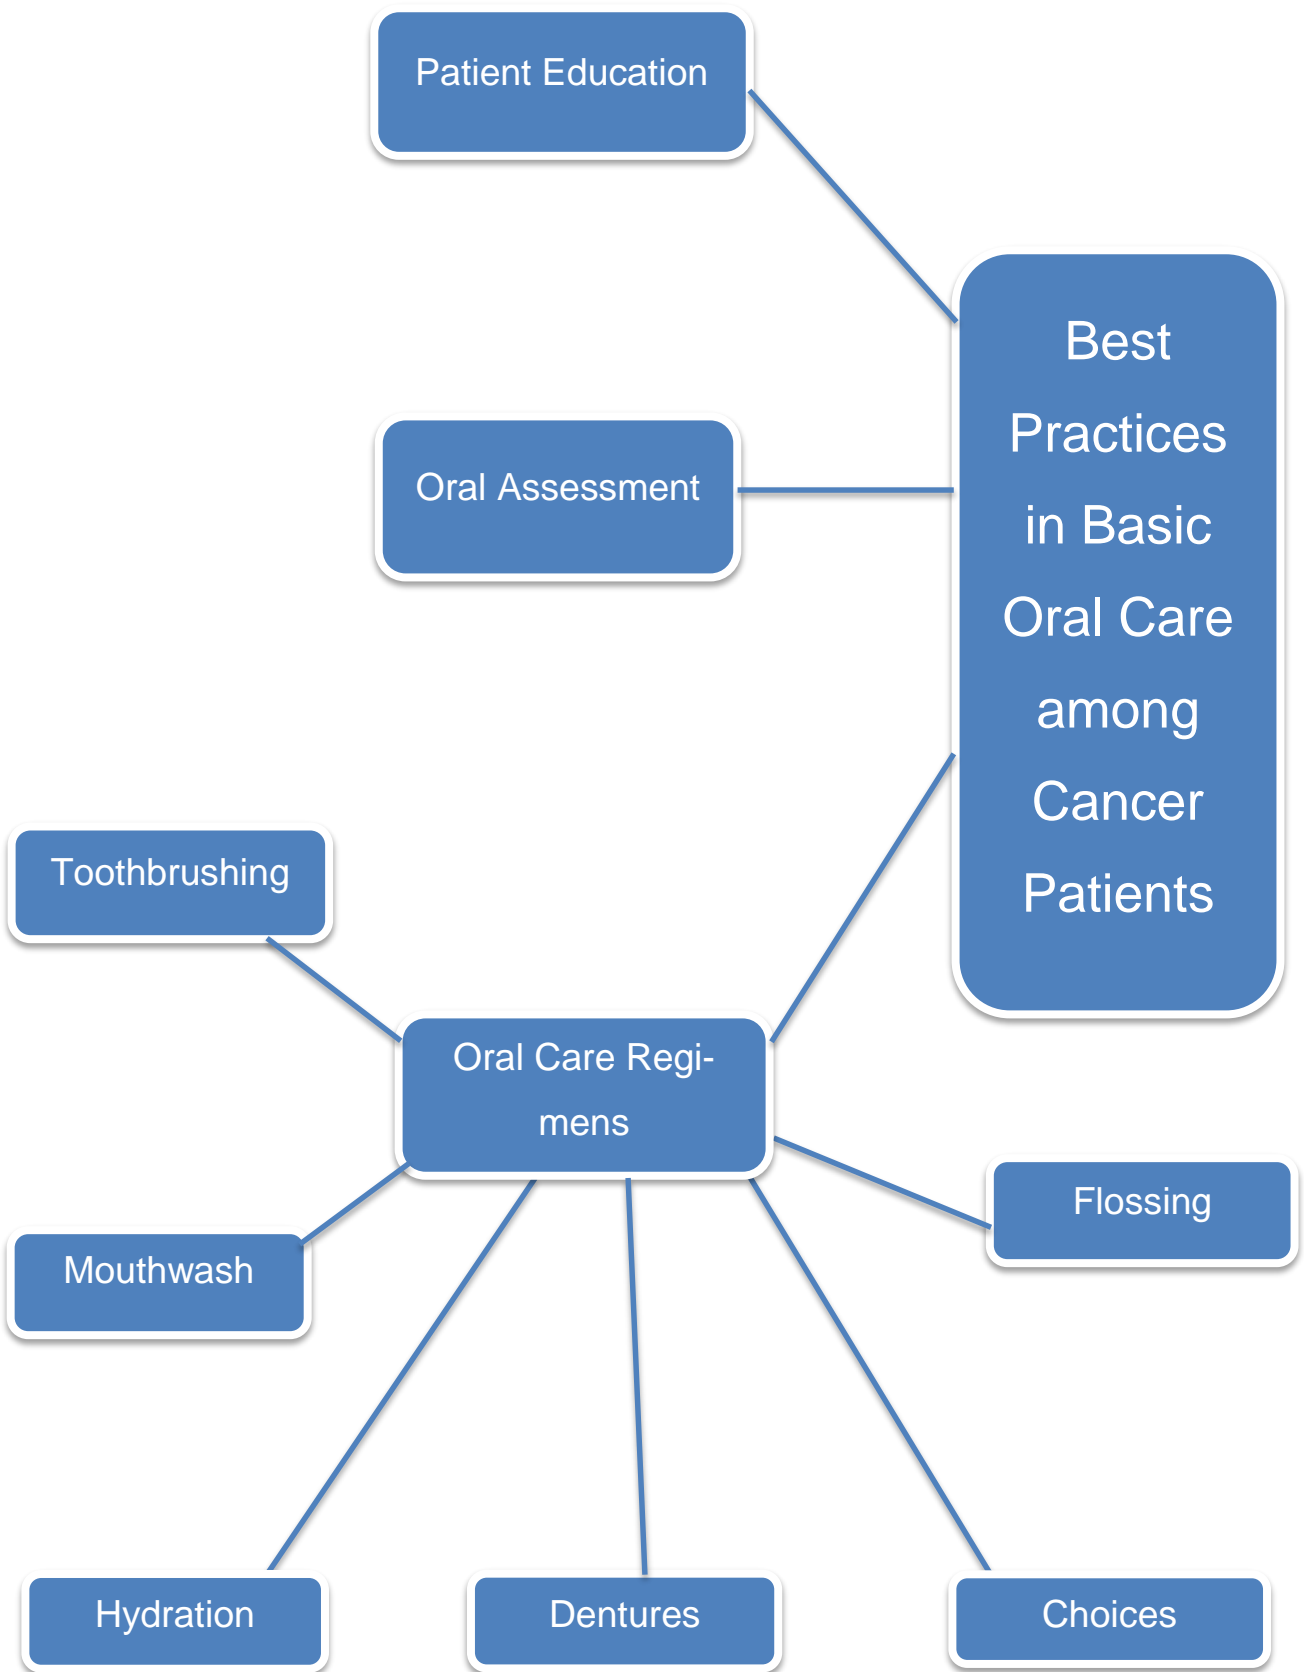 Patient Education
Best
Practices
in Basic
Oral Care
among
Cancer
Patients
Oral Assessment
Toothbrushing
Oral Care Regi-
mens
Flossing
Mouthwash
Hydration
Dentures
Choices